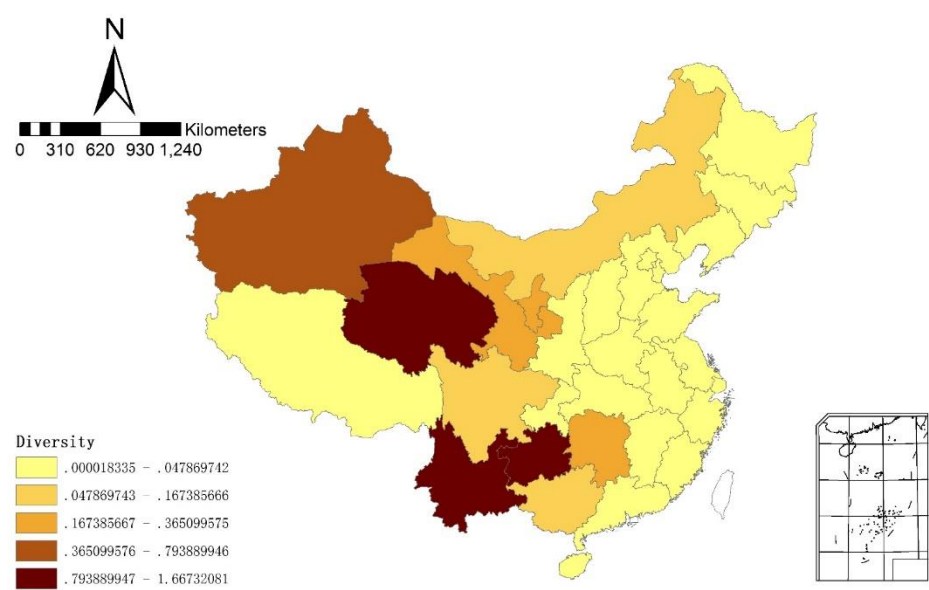 N
Kilometers
0 310 620 930 1,240
Diversity
.000018335 - .047869742
.047869743 - .167385666
.167385667 - .365099575
.365099576 - .793889946
.793889947 - 1.66732081